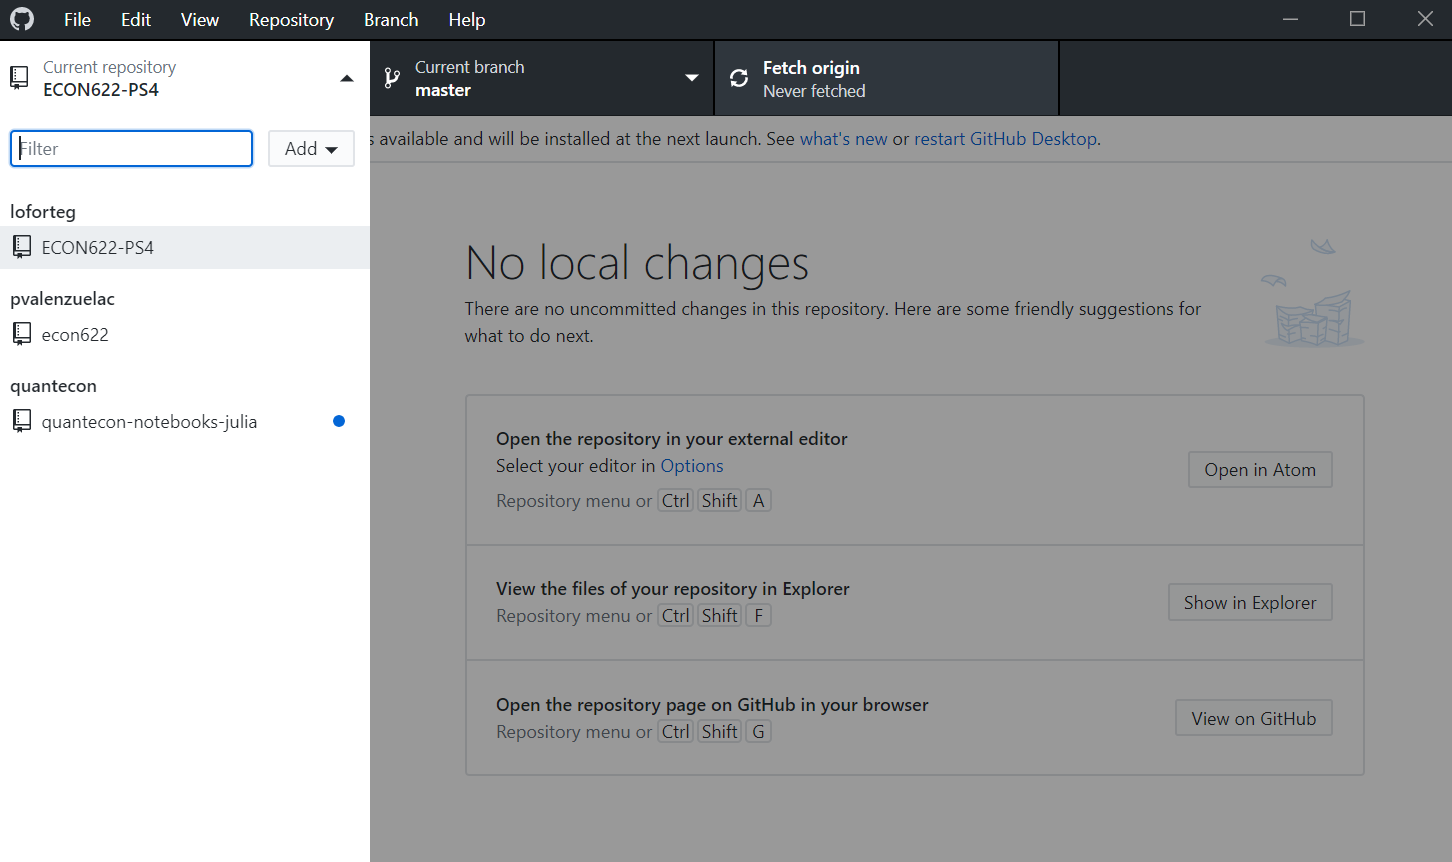 File Edit View Repository Branch Help
Current repository
ECON622-PS4
Current branch
master
Fetch origin
Never fetched
Filter
Add
s available and will be installed at the next launch. See what's new or restart GitHub Desktop.
loforteg
ECON622-PS4
pvalenzuelac
econ622
quantecon
quantecon-notebooks-julia
No local changes
There are no uncommitted changes in this repository. Here are some friendly suggestions for
what to do next.
Open the repository in your external editor
Select your editor in Options
Repository menu or Ctrl Shift A
Open in Atom
View the files of your repository in Explorer
Repository menu or Ctrl Shift F
Show in Explorer
Open the repository page on GitHub in your browser
Repository menu or Ctrl Shift G
View on GitHub